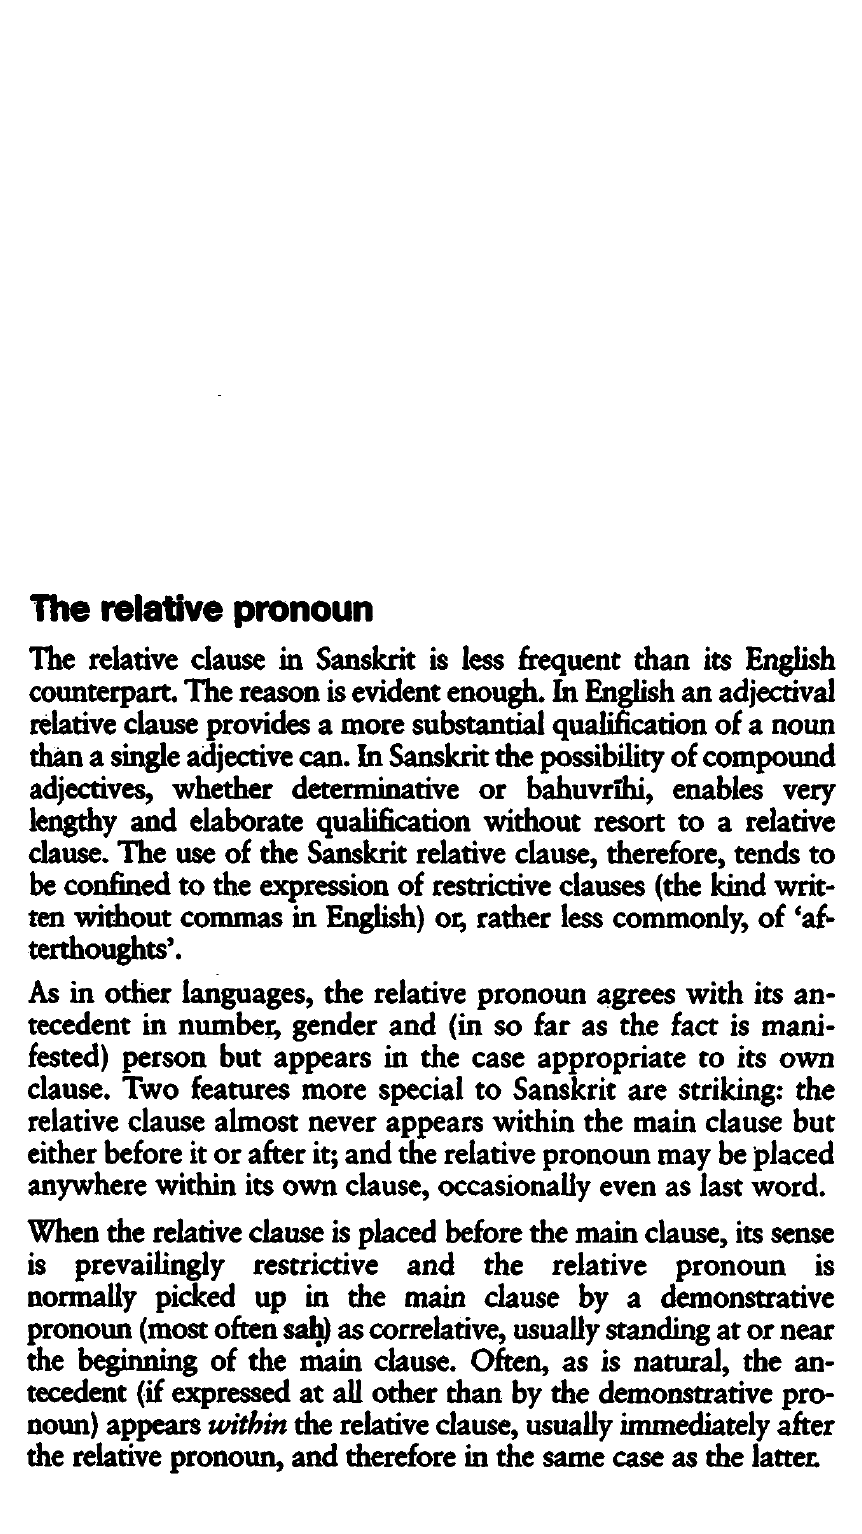 The relative pronoun
The relative clause in Sanskrit is less frequent than its English
counterpart. The reason is evident enough. In English an adjectival
relative clause provides a more substantial qualification of a noun
than a single adjective can. In Sanskrit the possibility of compound
adjectives, whether determinative or bahuvrīhi, enables very
lengthy and elaborate qualification without resort to a relative
clause. The use of the Sanskrit relative clause, therefore, tends to
be confined to the expression of restrictive clauses (the kind writ-
ten without commas in English) or, rather less commonly, of ‘af-
terthoughts’.
As in other languages, the relative pronoun agrees with its an-
tecedent in number, gender and (in so far as the fact is mani-
fested) person but appears in the case appropriate to its own
clause. Two features more special to Sanskrit are striking: the
relative clause almost never appears within the main clause but
either before it or after it; and the relative pronoun may be placed
anywhere within its own clause, occasionally even as last word.
When the relative clause is placed before the main clause, its sense
is prevailingly restrictive and the relative pronoun is
normally picked up in the main clause by a demonstrative
pronoun (most often saḥ) as correlative, usually standing at or near
the beginning of the main clause. Often, as is natural, the an-
tecedent (if expressed at all other than by the demonstrative pro-
noun) appears within the relative clause, usually immediately after
the relative pronoun, and therefore in the same case as the latter.